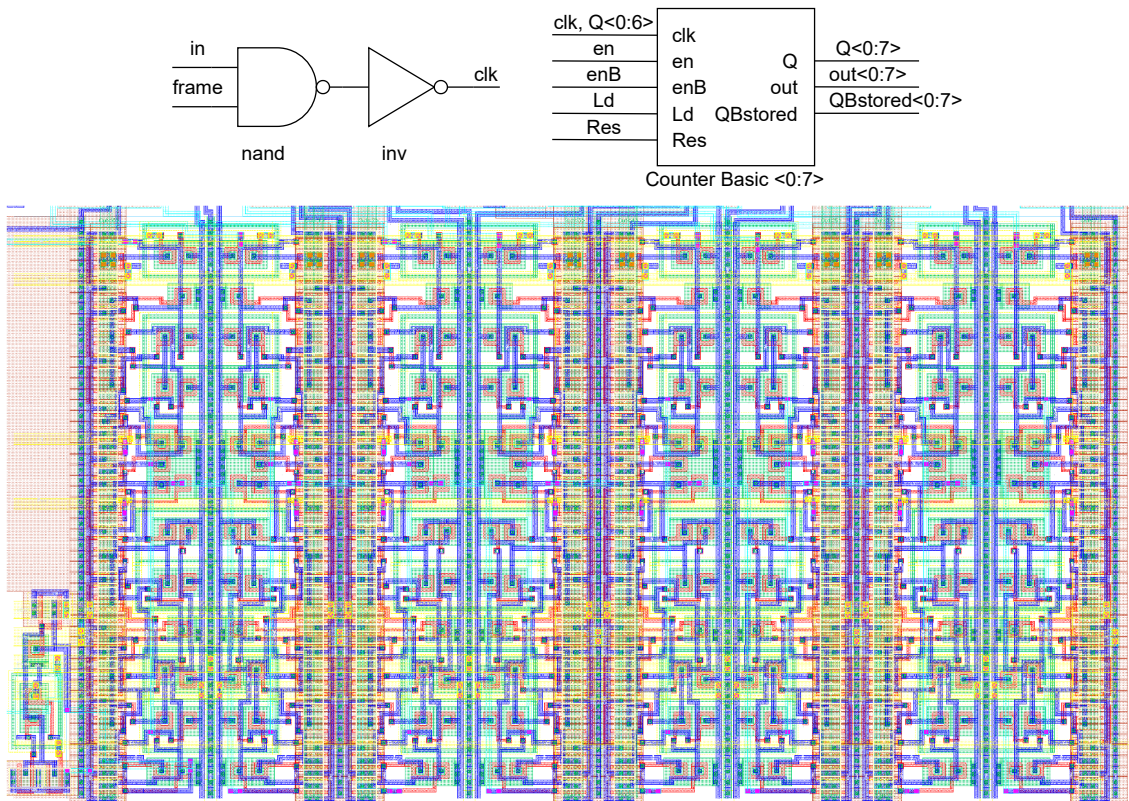 in
frame
nand
inv
clk
clk, Q<0:6>
en
enB
Ld
Res
clk
en
enB
Ld
Res
Q
out
QBstored
Q<0:7>
out<0:7>
QBstored<0:7>
Counter Basic <0:7>